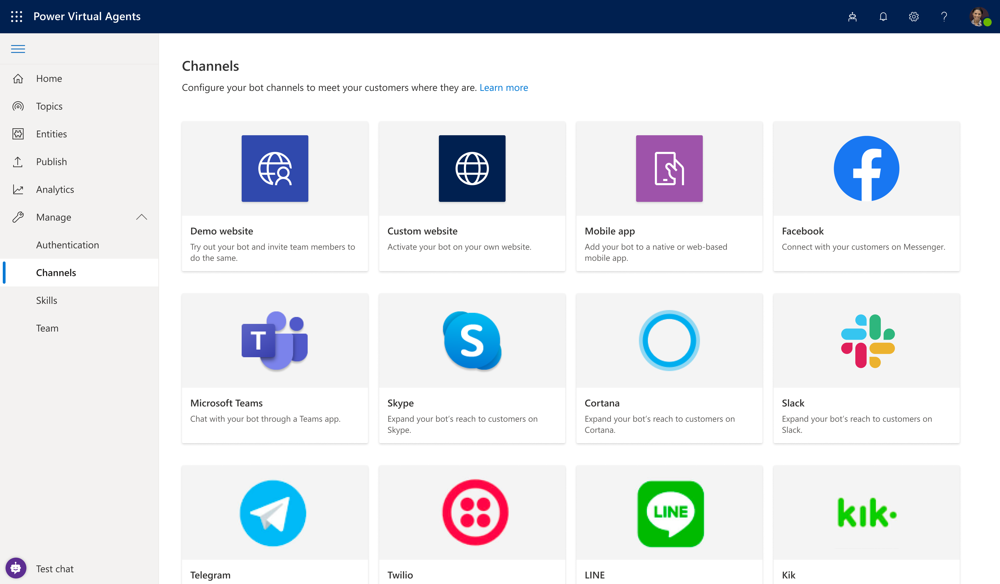 Power Virtual Agents
Home
Topics
Entities
Publish
Analytics
Manage
Authentication
Channels
Skills
Team
Test chat
Channels
Configure your bot channels to meet your customers where they are. Learn more
Demo website
Try out your bot and invite team members to
do the same.
Custom website
Activate your bot on your own website.
Mobile app
Add your bot to a native or web-based
mobile app.
Facebook
Connect with your customers on Messenger.
T
Microsoft Teams
Chat with your bot through a Teams app.
S
Skype
Expand your bot’s reach to customers on
Skype.
Cortana
Expand your bot’s reach to customers on
Cortana.
Slack
Expand your bot’s reach to customers on
Slack.
Telegram
Twilio
LINE
LINE
kik·
Kik